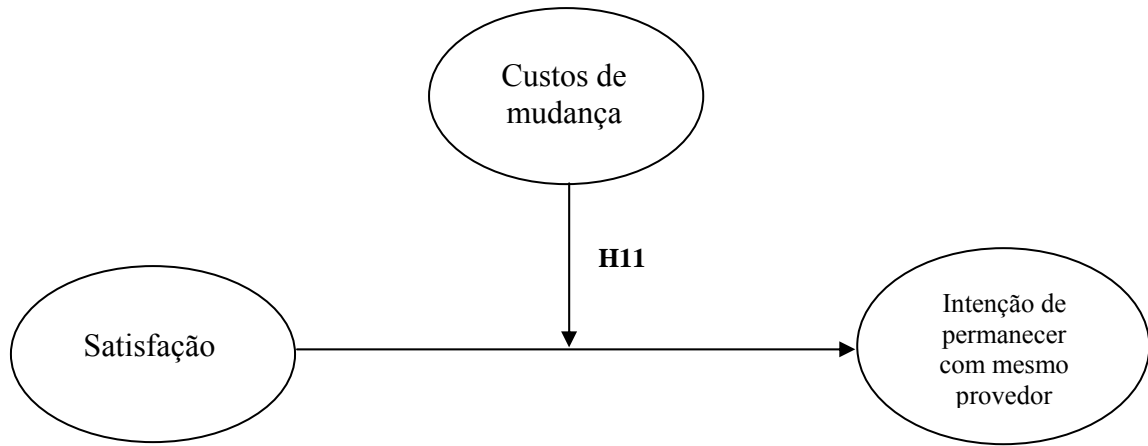 Custos de
mudança
H11
Satisfação
Intenção de
permanecer
com mesmo
provedor